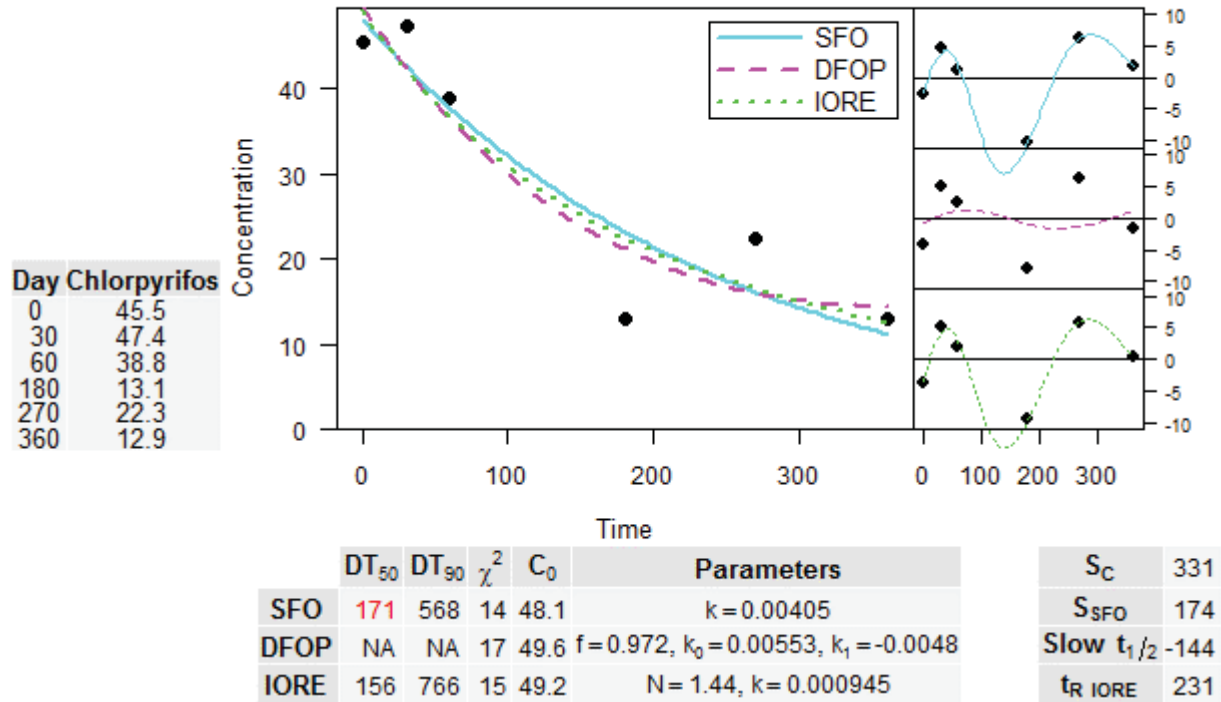 SFO
DFOP
IORE
Concentration
40
30
20
10
0
0 100 200 300
Time
10
5
0
-5
-10
10
5
0
-5
-10
10
5
0
-5
-10
0 100 200 300
Day Chlorpyrifos
0 45.5
30 47.4
60 38.8
180 13.1
270 22.3
360 12.9
DT50 DT90 χ² C0 Parameters
SFO 171 568 14 48.1 k = 0.00405
DFOP NA NA 17 49.6 f = 0.972, k0 = 0.00553, k1 = -0.0048
IORE 156 766 15 49.2 N = 1.44, k = 0.000945
SC 331
SSFO 174
Slow t1/2 -144
tR IORE 231